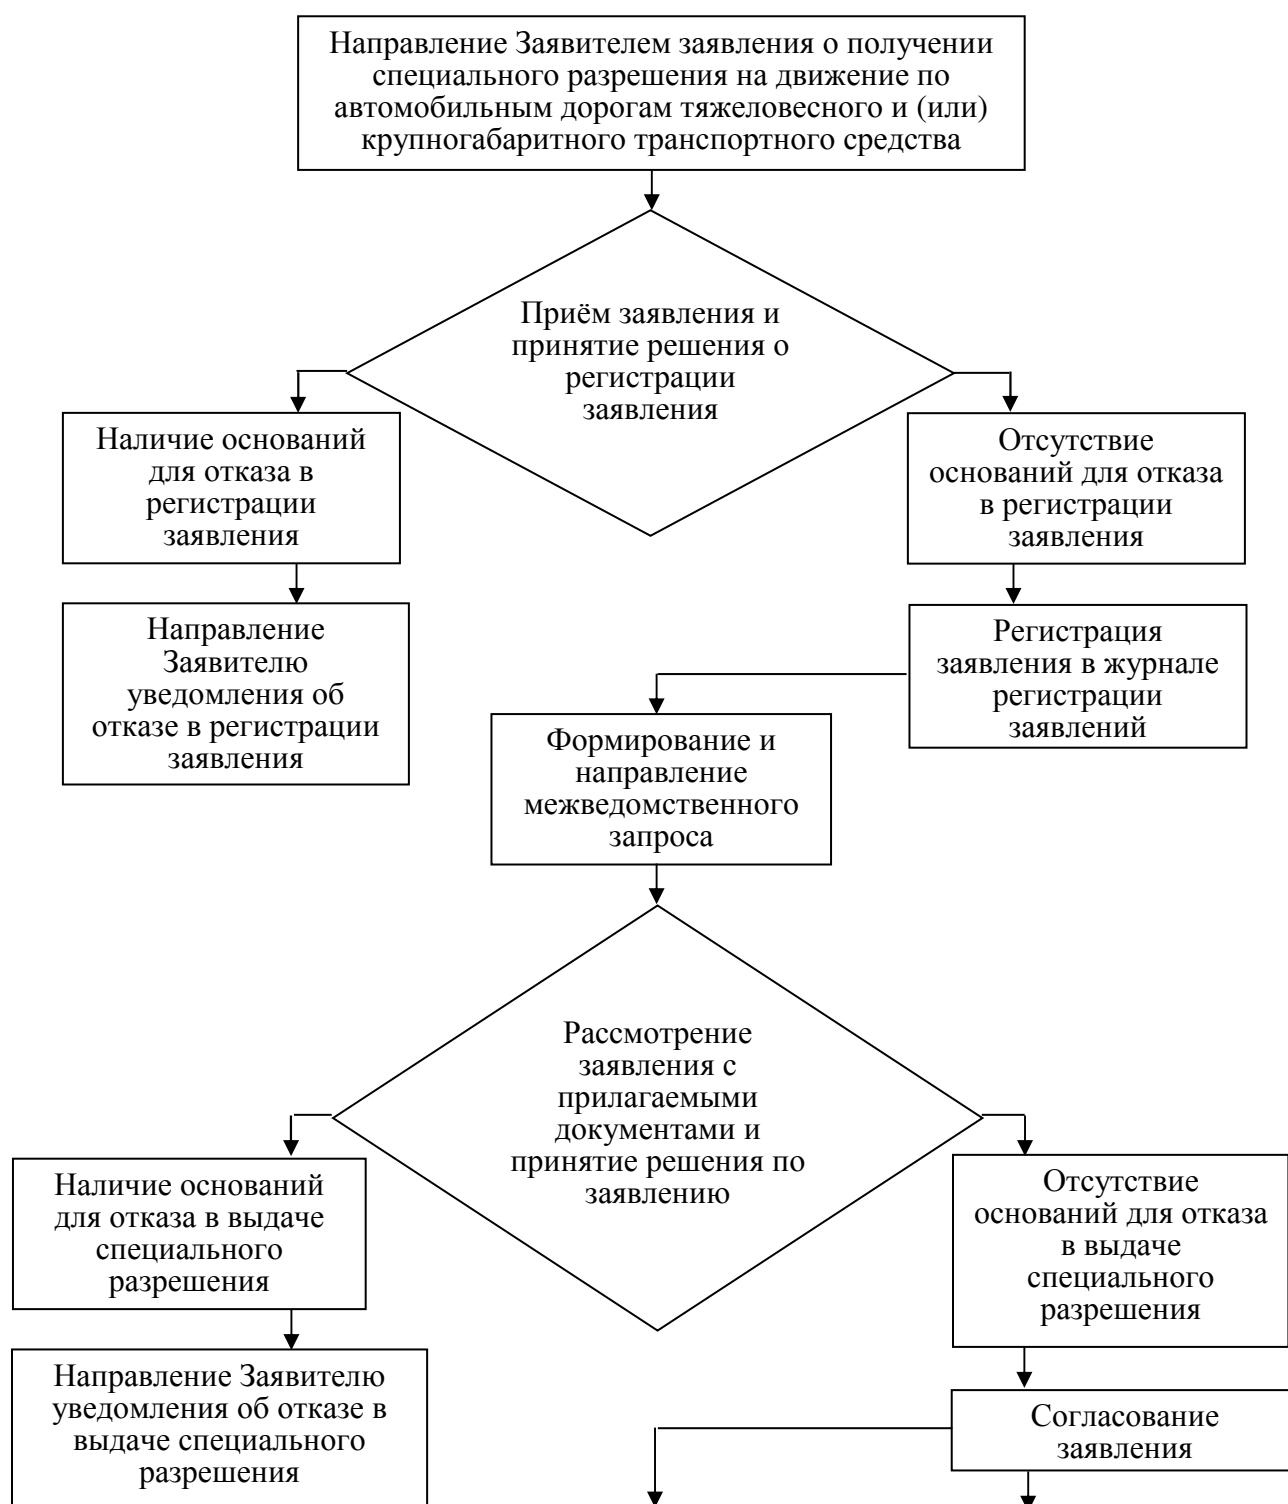 Направление Заявителем заявления о получении
специального разрешения на движение по
автомобильным дорогам тяжеловесного и (или)
крупногабаритного транспортного средства
Приём заявления и
принятие решения о
регистрации
заявления
Наличие оснований
для отказа в
регистрации
заявления
Отсутствие
оснований для отказа
в регистрации
заявления
Направление
Заявителю
уведомления об
отказе в регистрации
заявления
Регистрация
заявления в журнале
регистрации
заявлений
Формирование и
направление
межведомственного
запроса
Рассмотрение
заявления с
прилагаемыми
документами и
принятие решения по
заявлению
Наличие оснований
для отказа в выдаче
специального
разрешения
Отсутствие
оснований для отказа
в выдаче
специального
разрешения
Направление Заявителю
уведомления об отказе в
выдаче специального
разрешения
Согласование
заявления